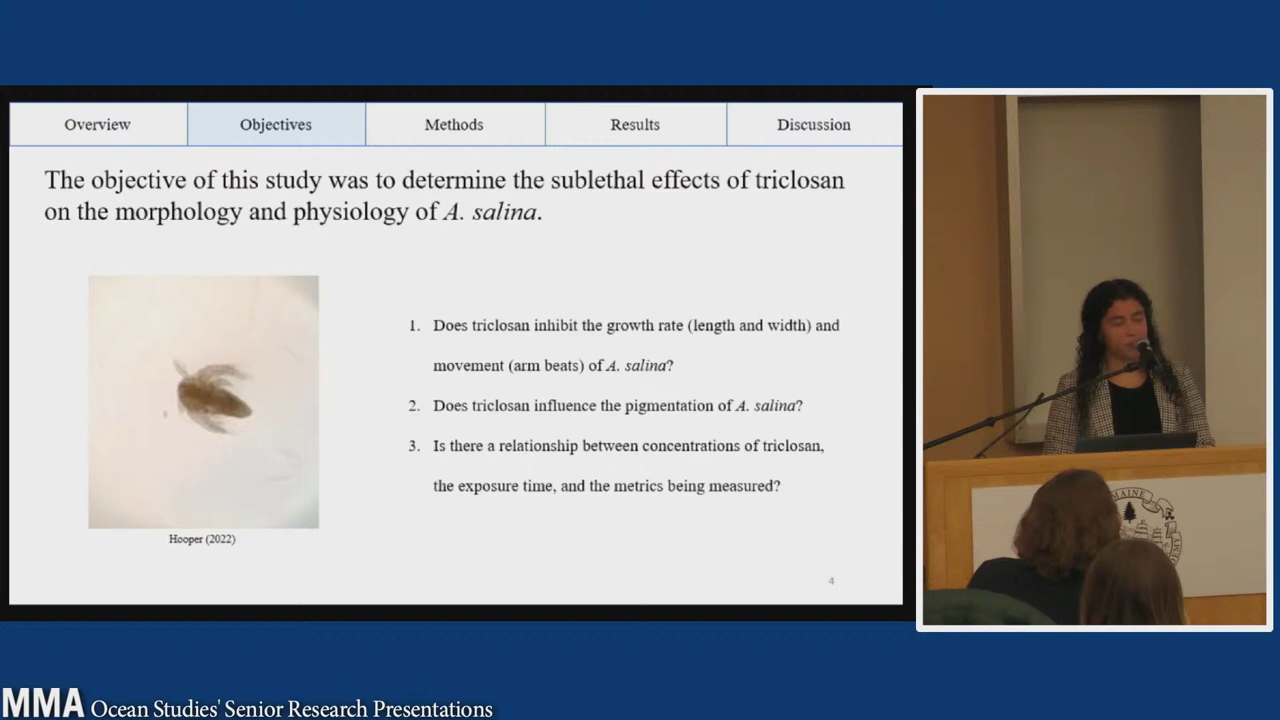 Overview
Objectives
Methods
Results
Discussion
The objective of this study was to determine the sublethal effects of triclosan
on the morphology and physiology of A. salina.
1. Does triclosan inhibit the growth rate (length and width) and
movement (arm beats) of A. salina?
2. Does triclosan influence the pigmentation of A. salina?
3. Is there a relationship between concentrations of triclosan,
the exposure time, and the metrics being measured?
Hooper (2022)
4
MAINE
MMA Ocean Studies' Senior Research Presentations